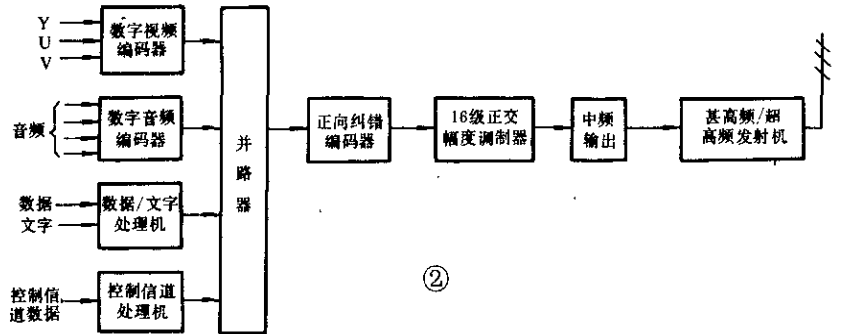 Y
U
V
数字视频
编码器
音频
数字音频
编码器
数据
文字
数据/文字
处理机
控制信
道数据
控制信道
处理机
并
路
器
正向纠错
编码器
16级正交
幅度调制器
中频
输出
甚高频/超
高频发射机
②